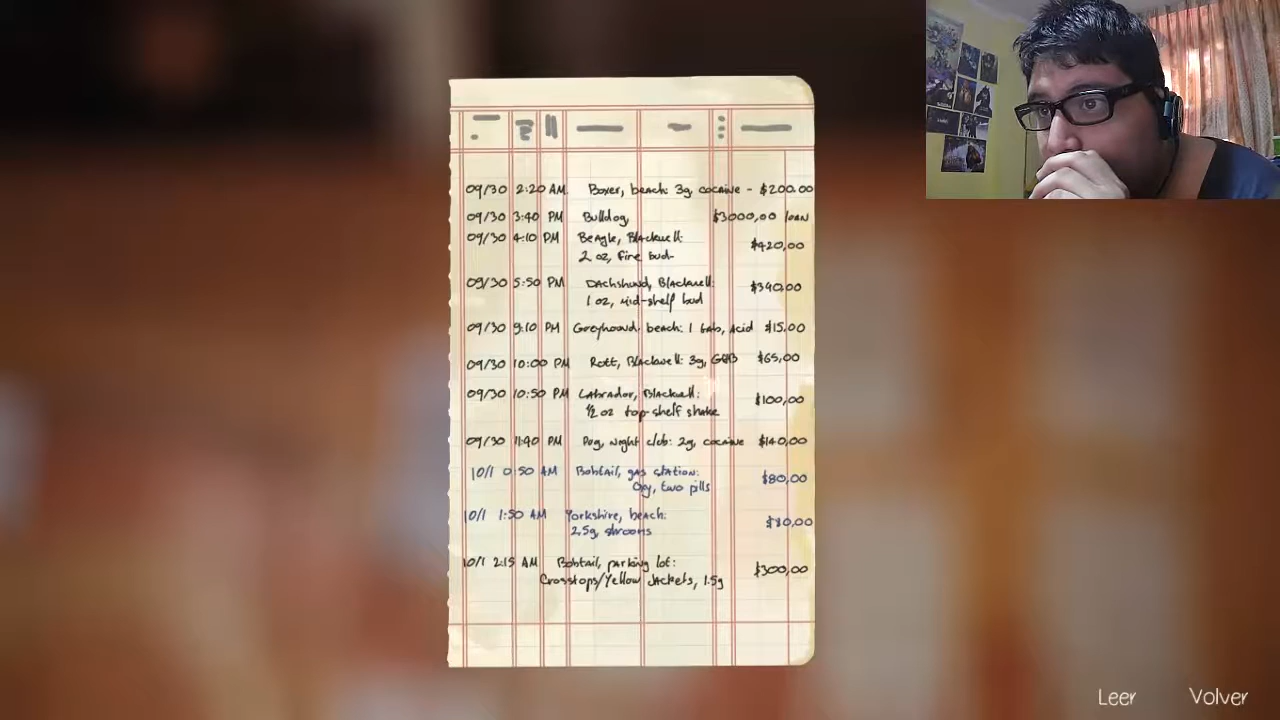 09/30 2:20 AM Boxer, beach: 3g, cocaine - $200.00
09/30 3:40 PM Bulldog, $3000,00 loan
09/30 4:10 PM Beagle, Blackwell: $420,00
2 oz, fire bud
09/30 5:50 PM Dachshund, Blackwell: $340,00
1 oz, mid-shelf bud
09/30 9:10 PM Greyhound, beach: 1 tab, acid $15.00
09/30 10:00 PM Rott, Blackwell: 3g, GHB $65,00
09/30 10:50 PM Labrador, Blackwell: $100,00
1/2 oz top-shelf shake
09/30 11:40 PM Pug, night club: 2g, cocaine $140,00
10/1 0:50 AM Bobtail, gas station: $80,00
Oxy, two pills
10/1 1:50 AM Yorkshire, beach:
2.5g, shrooms
10/1 2:15 AM Bobtail, parking lot: $300,00
Crosstops/Yellow Jackets, 1.5g
Leer Volver